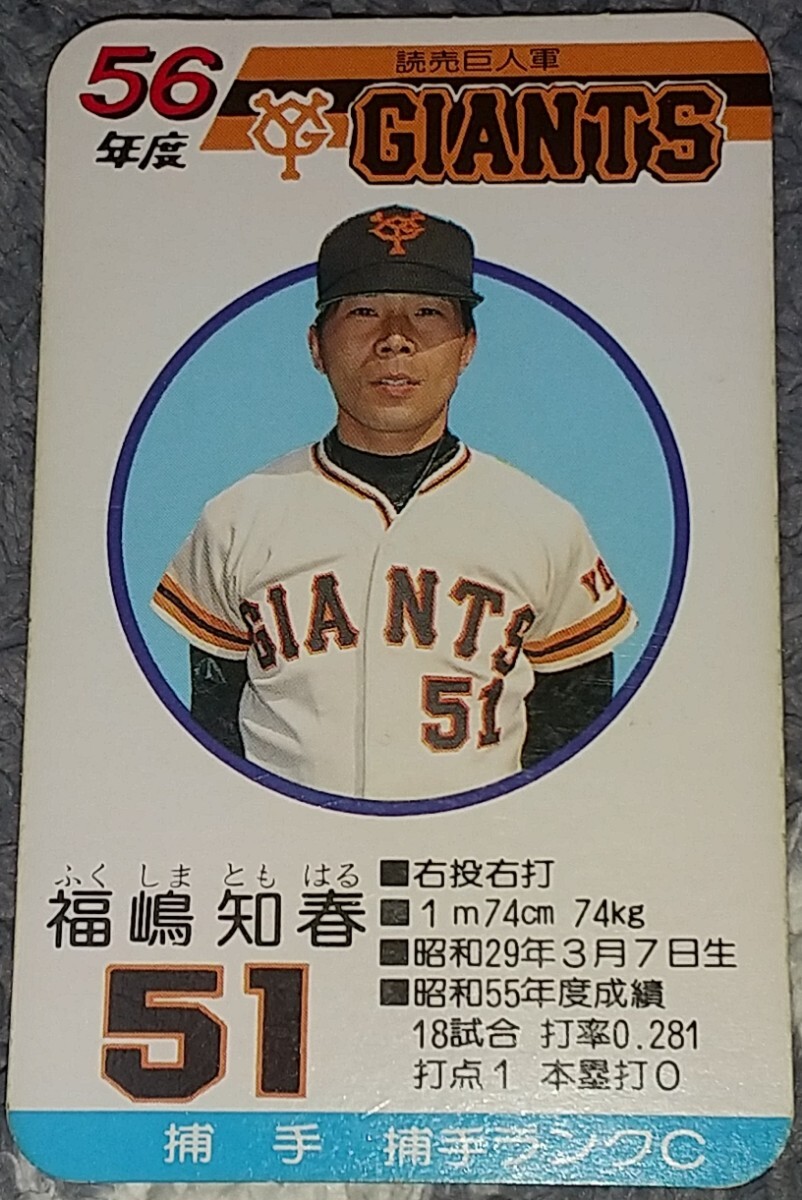 56
年度
読売巨人軍
GIANTS
YG
GIANTS
YO
51
ふく しま とも はる
福嶋知春
51
■右投右打
■1m74cm 74kg
■昭和29年3月7日生
■昭和55年度成績
18試合 打率0.281
打点1 本塁打0
捕手 捕手ランクC